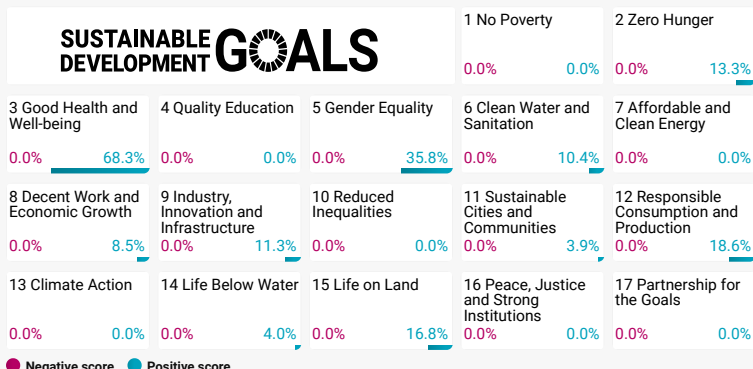 SUSTAINABLE
DEVELOPMENT
GOALS
1 No Poverty
0.0% 0.0%
2 Zero Hunger
0.0% 13.3%
3 Good Health and
Well-being
0.0% 68.3%
4 Quality Education
0.0% 0.0%
5 Gender Equality
0.0% 35.8%
6 Clean Water and
Sanitation
0.0% 10.4%
7 Affordable and
Clean Energy
0.0% 0.0%
8 Decent Work and
Economic Growth
0.0% 8.5%
9 Industry,
Innovation and
Infrastructure
0.0% 11.3%
10 Reduced
Inequalities
0.0% 0.0%
11 Sustainable
Cities and
Communities
0.0% 3.9%
12 Responsible
Consumption and
Production
0.0% 18.6%
13 Climate Action
0.0% 0.0%
14 Life Below Water
0.0% 4.0%
15 Life on Land
0.0% 16.8%
16 Peace, Justice
and Strong
Institutions
0.0% 0.0%
17 Partnership for
the Goals
0.0% 0.0%
Negative score Positive score